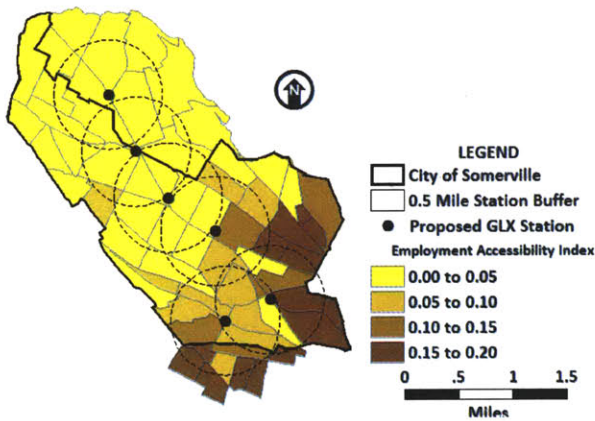 N
LEGEND
City of Somerville
0.5 Mile Station Buffer
Proposed GLX Station
Employment Accessibility Index
0.00 to 0.05
0.05 to 0.10
0.10 to 0.15
0.15 to 0.20
0 .5 1 1.5
Miles